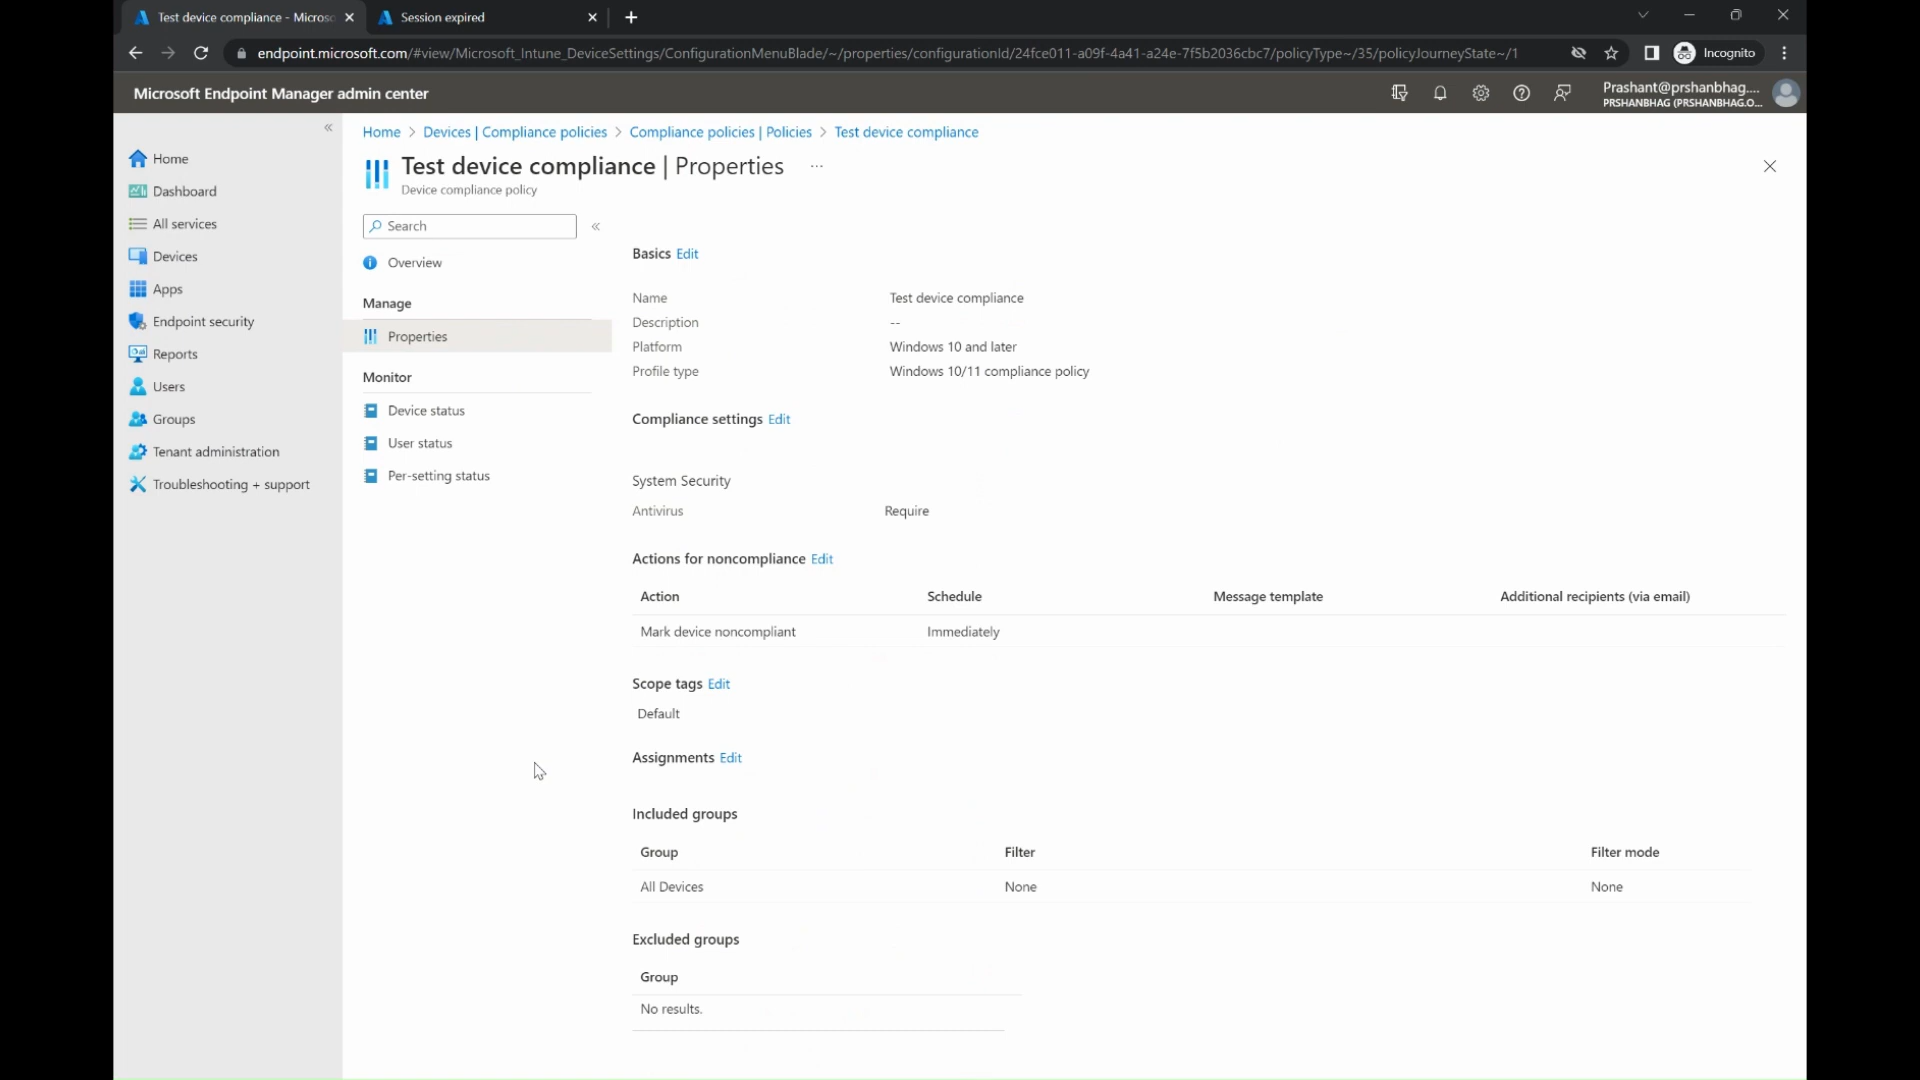 Test device compliance - Microso
Session expired
endpoint.microsoft.com/#view/Microsoft_Intune_DeviceSettings/ConfigurationMenuBlade/~/properties/configurationId/24fce011-a09f-4a41-a24e-7f5b2036cbc7/policyType~/35/policyJourneyState~/1
Incognito
Microsoft Endpoint Manager admin center
Prashant@prshanbhag....
PRSHANBHAG (PRSHANBHAG.O...
Home
Dashboard
All services
Devices
Apps
Endpoint security
Reports
Users
Groups
Tenant administration
Troubleshooting + support
Home > Devices | Compliance policies > Compliance policies | Policies > Test device compliance
Test device compliance | Properties ...
Device compliance policy
Search
Overview
Manage
Properties
Monitor
Device status
User status
Per-setting status
Basics Edit
Name Test device compliance
Description --
Platform Windows 10 and later
Profile type Windows 10/11 compliance policy
Compliance settings Edit
System Security
Antivirus Require
Actions for noncompliance Edit
Action Schedule Message template Additional recipients (via email)
Mark device noncompliant Immediately
Scope tags Edit
Default
Assignments Edit
Included groups
Group Filter Filter mode
All Devices None None
Excluded groups
Group
No results.